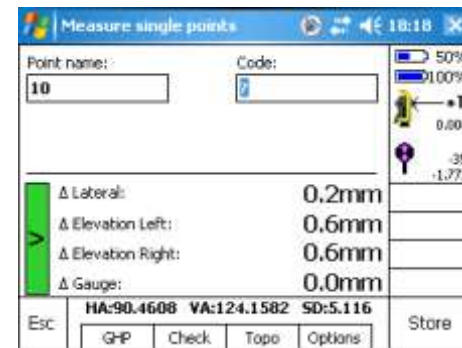 Measure single points
18:18
Point name:
Code:
10
50%
100%
0.00
Δ Lateral: 0.2mm
Δ Elevation Left: 0.6mm
Δ Elevation Right: 0.6mm
Δ Gauge: 0.0mm
>
HA:90.4608 VA:124.1582 SD:5.116
Esc
GHP Check Topo Options
Store